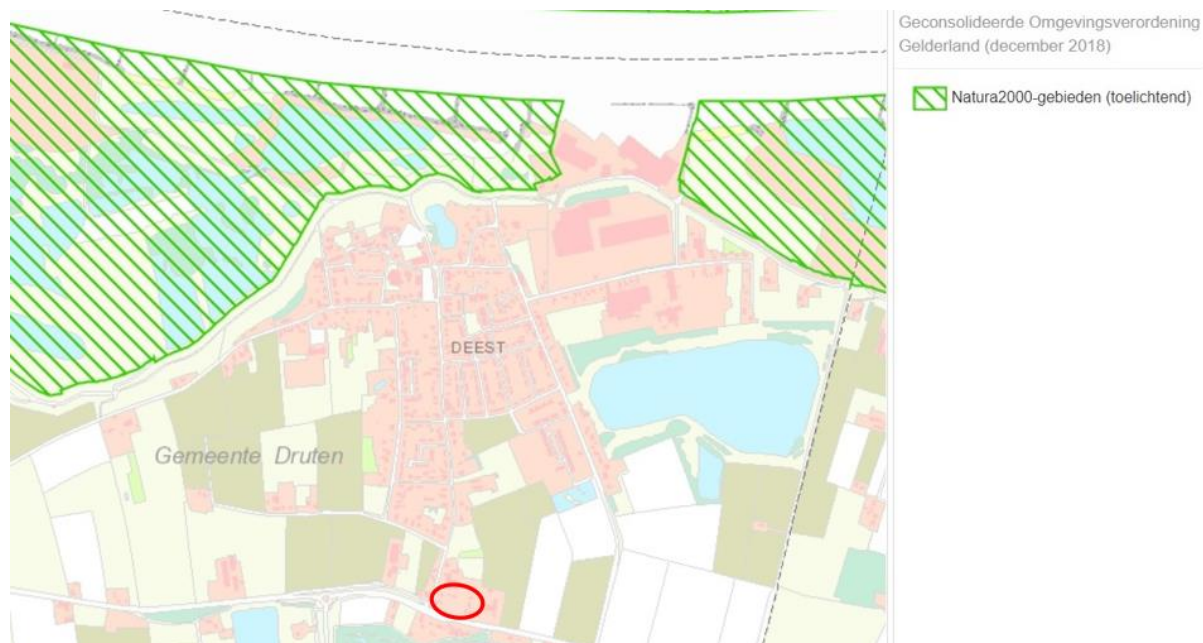 Geconsolideerde Omgevingsverordening
Gelderland (december 2018)
Natura2000-gebieden (toelichtend)
DEEST
Gemeente Druten